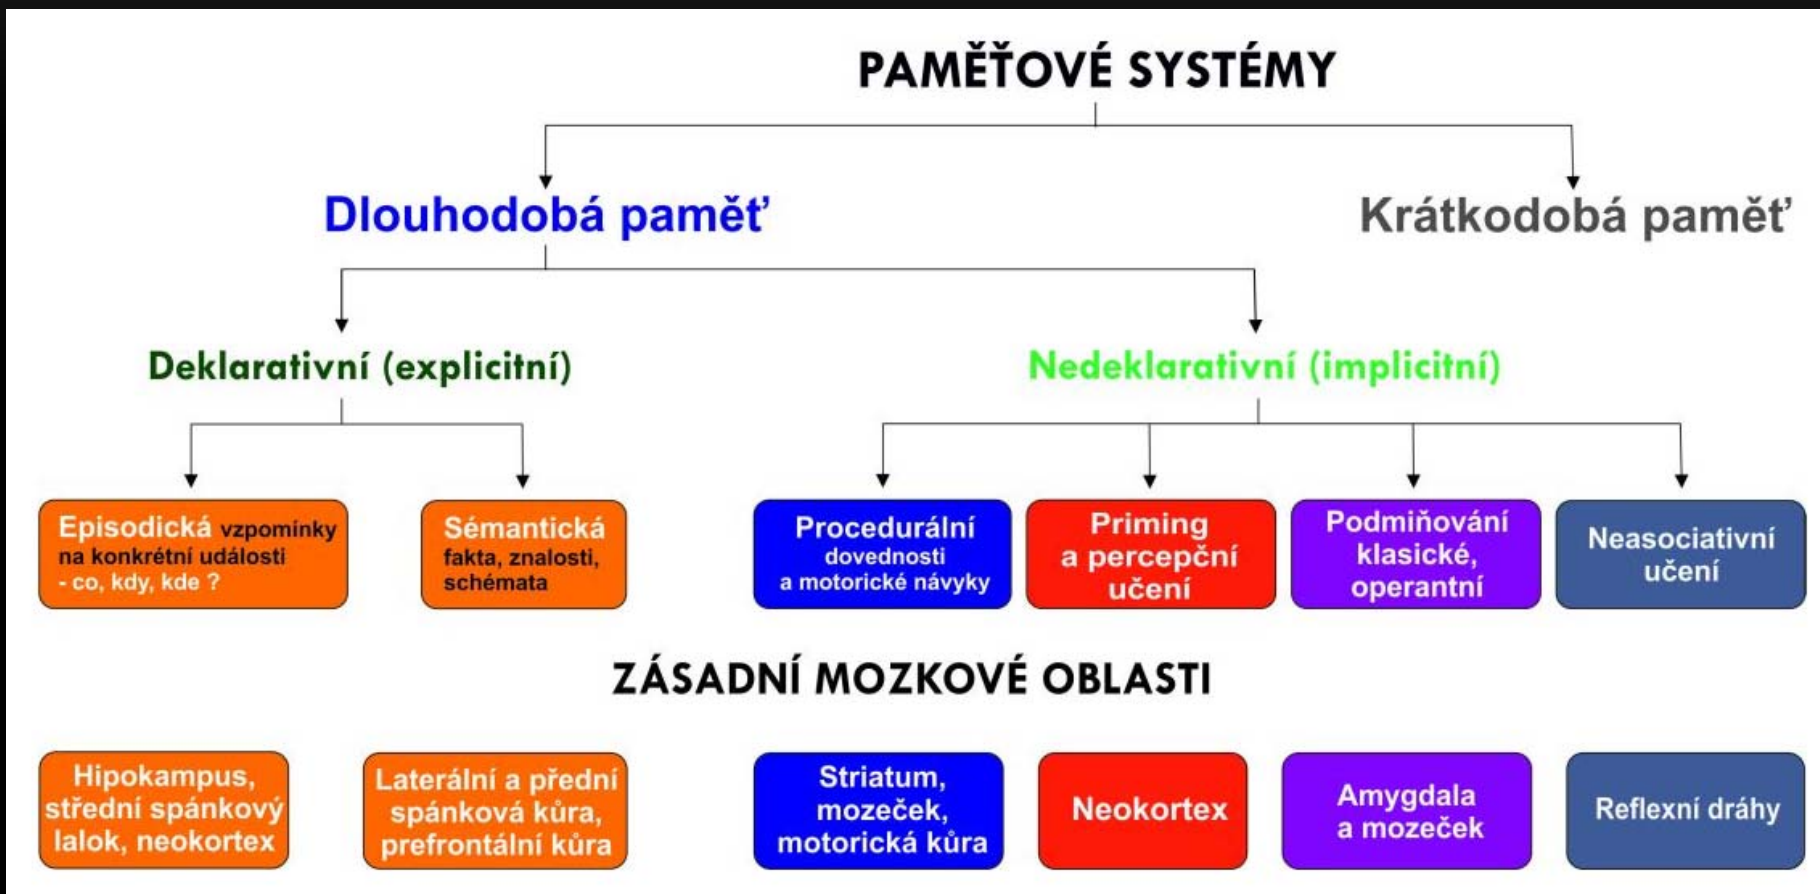 PAMĚŤOVÉ SYSTÉMY
Dlouhodobá paměť
Krátkodobá paměť
Deklarativní (explicitní)
Nedeklarativní (implicitní)
Episodická vzpomínky
na konkrétní události
- co, kdy, kde ?
Sémantická
fakta, znalosti,
schémata
Procedurální
dovednosti
a motorické návyky
Priming
a percepční
učení
Podmiňování
klasické,
operantní
Neasociativní
učení
ZÁSADNÍ MOZKOVÉ OBLASTI
Hipokampus,
střední spánkový
lalok, neokortex
Laterální a přední
spánková kůra,
prefrontální kůra
Striatum,
mozeček,
motorická kůra
Neokortex
Amygdala
a mozeček
Reflexní dráhy